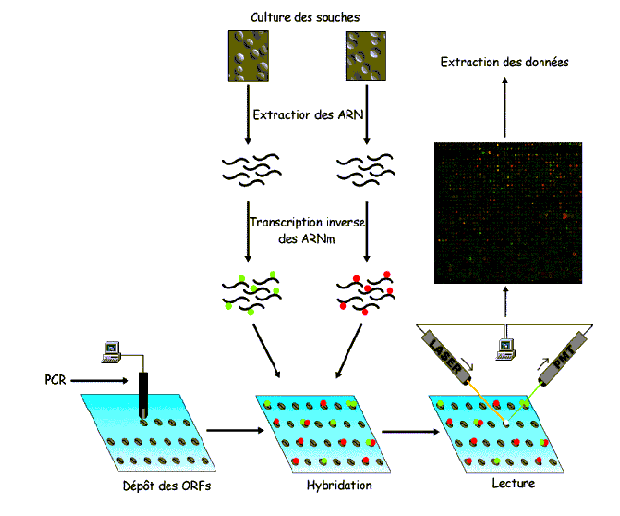 Culture des souches
Extraction des données
Extraction des ARN
Transcription inverse
des ARNm
LASER
PMT
PCR
Dépôt des ORFs
Hybridation
Lecture